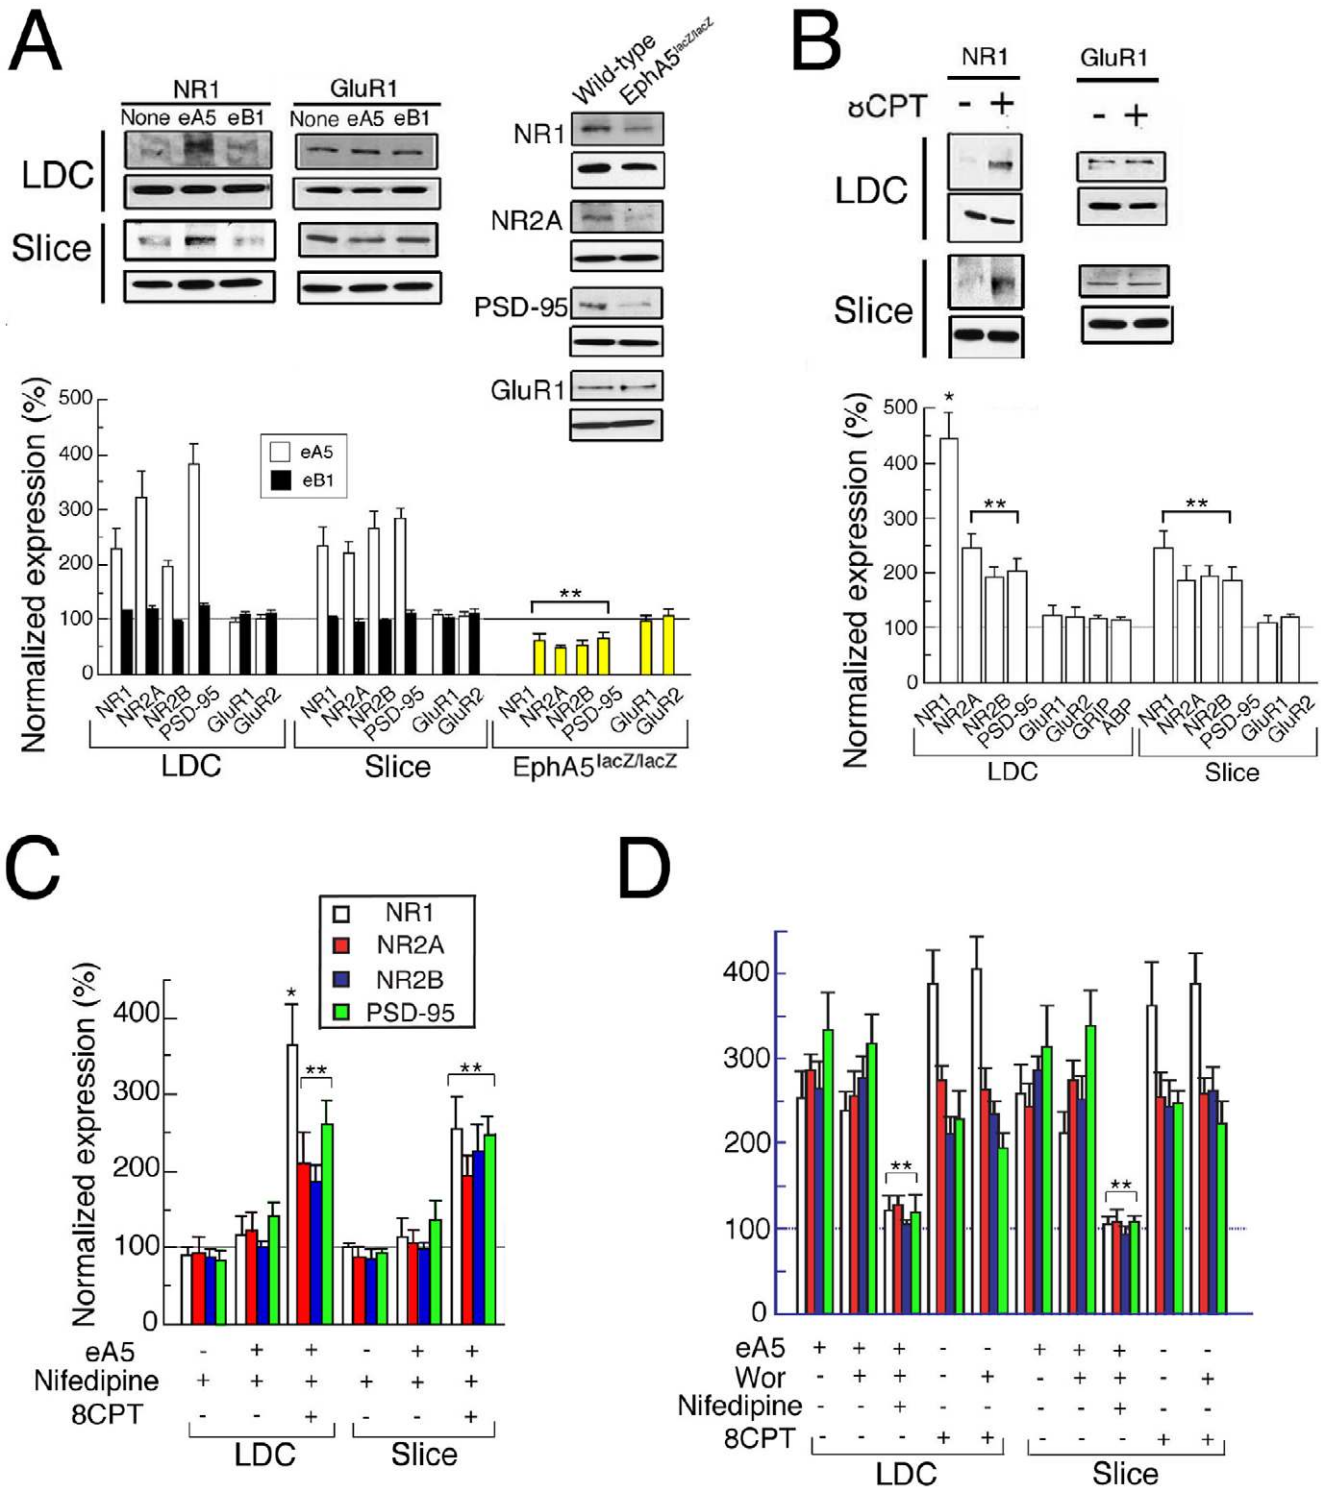 A
NR1
GluR1
None eA5 eB1
None eA5 eB1
LDC
Slice
Wild-type
EphA5lacZ/lacZ
NR1
NR2A
PSD-95
GluR1
Normalized expression (%)
500
400
300
200
100
0
eA5
eB1
**
NR1
NR2A
NR2B
PSD-95
GluR1
GluR2
NR1
NR2A
NR2B
PSD-95
GluR1
GluR2
NR1
NR2A
NR2B
PSD-95
GluR1
GluR2
LDC
Slice
EphA5lacZ/lacZ
B
NR1
GluR1
8CPT - +
- +
LDC
Slice
Normalized expression (%)
500
400
300
200
100
0
*
**
**
NR1
NR2A
NR2B
PSD-95
GluR1
GluR2
GRIP
ABP
NR1
NR2A
NR2B
PSD-95
GluR1
GluR2
LDC
Slice
C
NR1
NR2A
NR2B
PSD-95
Normalized expression (%)
400
300
200
100
0
*
**
**
eA5 - + + - + +
Nifedipine + + + + + +
8CPT - - + - - +
LDC
Slice
D
400
300
200
100
0
**
**
eA5 + + + - - + + + - -
Wor - + + - + - + + - +
Nifedipine - - + - - - - + - -
8CPT - - - + + - - - + +
LDC
Slice